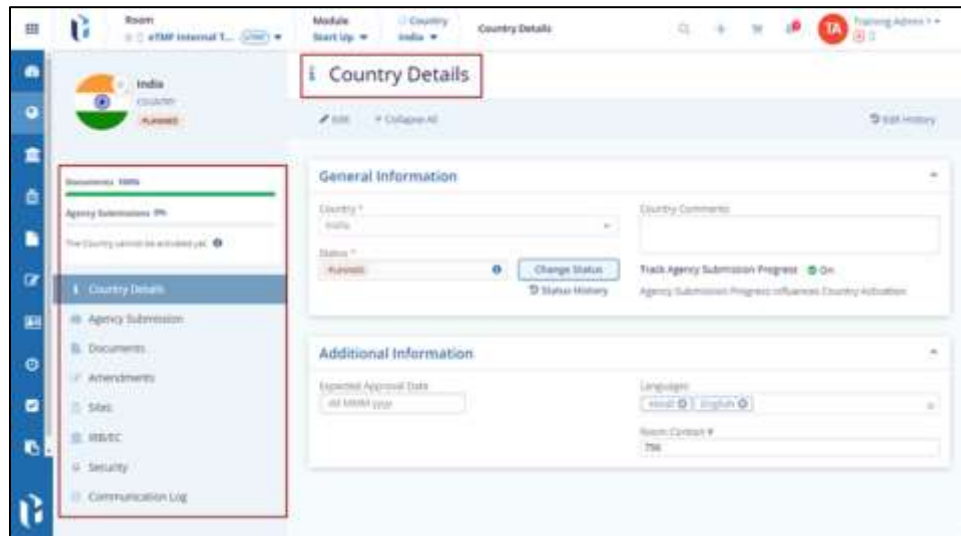 Room
eTMF Internal T... eTMF
Module
Start Up
Country
India
Country Details
TA
Training Admin 1
India
COUNTRY
PLANNED
Documents 100%
Agency Submissions 0%
The Country cannot be activated yet
Country Details
Agency Submission
Documents
Amendments
Sites
IRB/EC
Security
Communication Log
Country Details
Edit
Collapse All
Edit History
General Information
Country *
India
Status *
PLANNED
Change Status
Status History
Country Comments
Track Agency Submission Progress On
Agency Submission Progress influences Country Activation
Additional Information
Expected Approval Date
dd MMM yyyy
Languages
Hindi English
Room Contact #
756